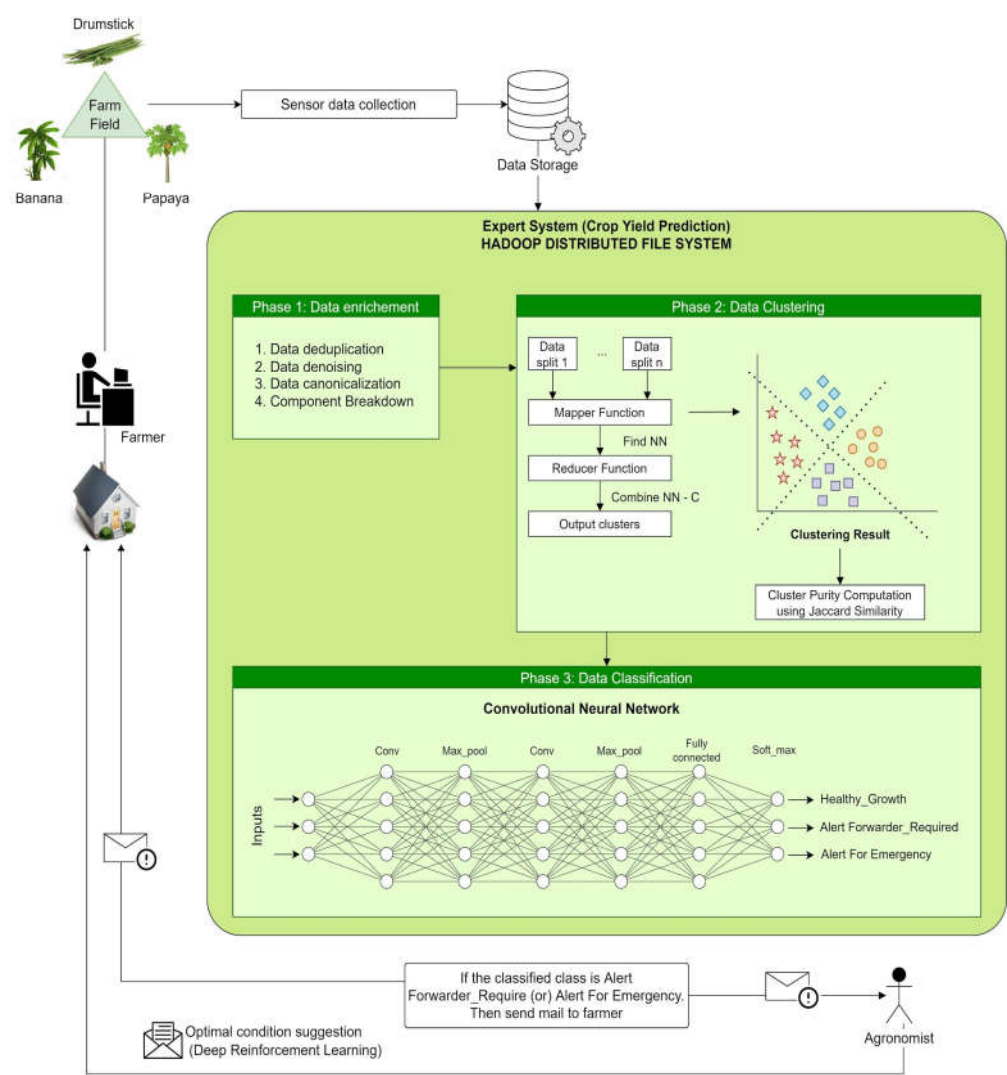 Drumstick
Farm
Field
Banana
Papaya
Sensor data collection
Data Storage
Expert System (Crop Yield Prediction)
HADOOP DISTRIBUTED FILE SYSTEM
Phase 1: Data enrichement
1. Data deduplication
2. Data denoising
3. Data canonicalization
4. Component Breakdown
Phase 2: Data Clustering
Data
split 1
...
Data
split n
Mapper Function
Find NN
Reducer Function
Combine NN - C
Output clusters
Clustering Result
Cluster Purity Computation
using Jaccard Similarity
Farmer
Phase 3: Data Classification
Convolutional Neural Network
Conv
Max_pool
Conv
Max_pool
Fully
connected
Soft_max
Inputs
Healthy_Growth
Alert Forwarder_Required
Alert For Emergency
If the classified class is Alert
Forwarder_Require (or) Alert For Emergency.
Then send mail to farmer
Agronomist
Optimal condition suggestion
(Deep Reinforcement Learning)